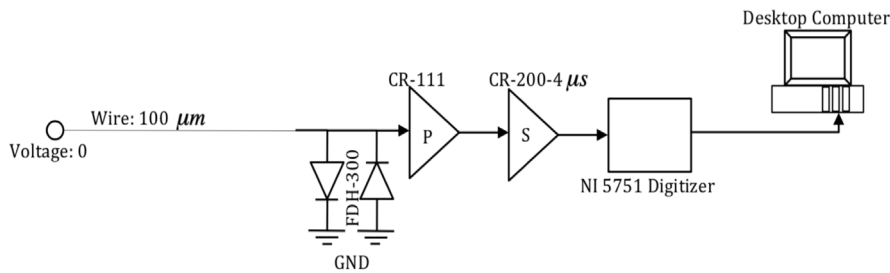 Desktop Computer
CR-111
CR-200-4 μs
Wire: 100 μm
P
S
Voltage: 0
FDH-300
NI 5751 Digitizer
GND